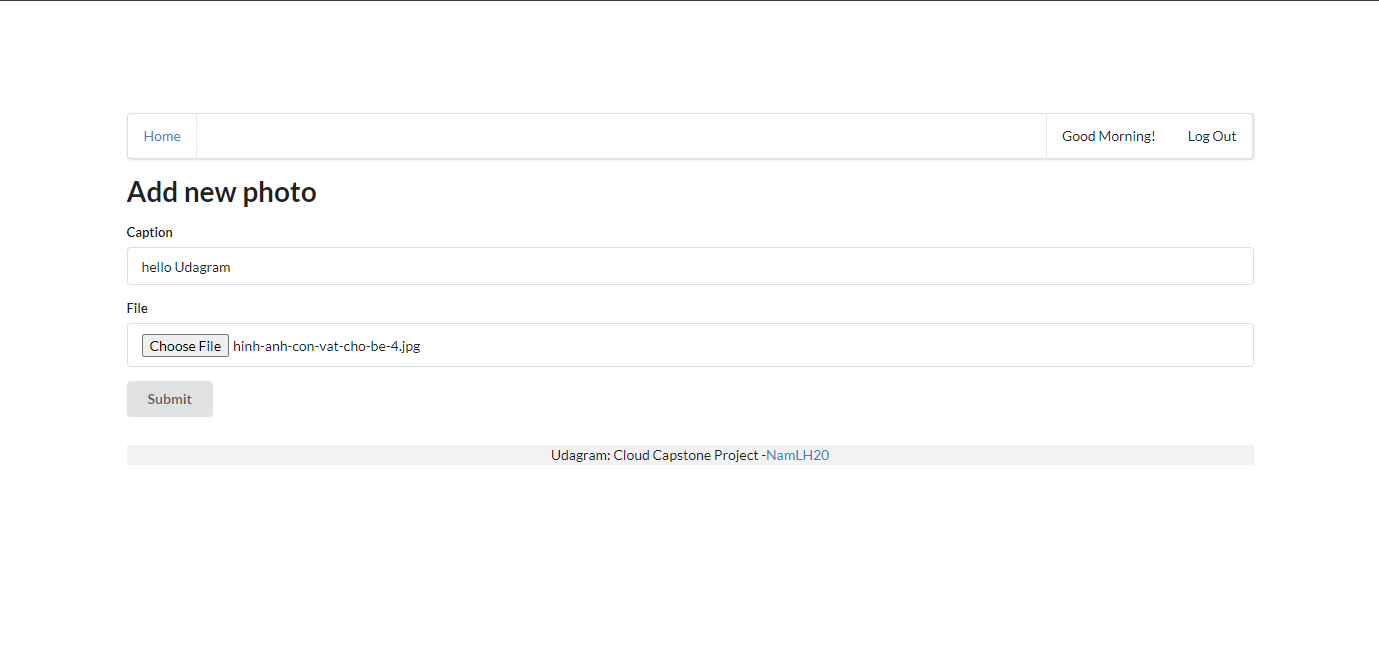 Home Good Morning! Log Out
Add new photo
Caption
hello Udagram
File
Choose File hinh-anh-con-vat-cho-be-4.jpg
Submit
Udagram: Cloud Capstone Project -NamLH20